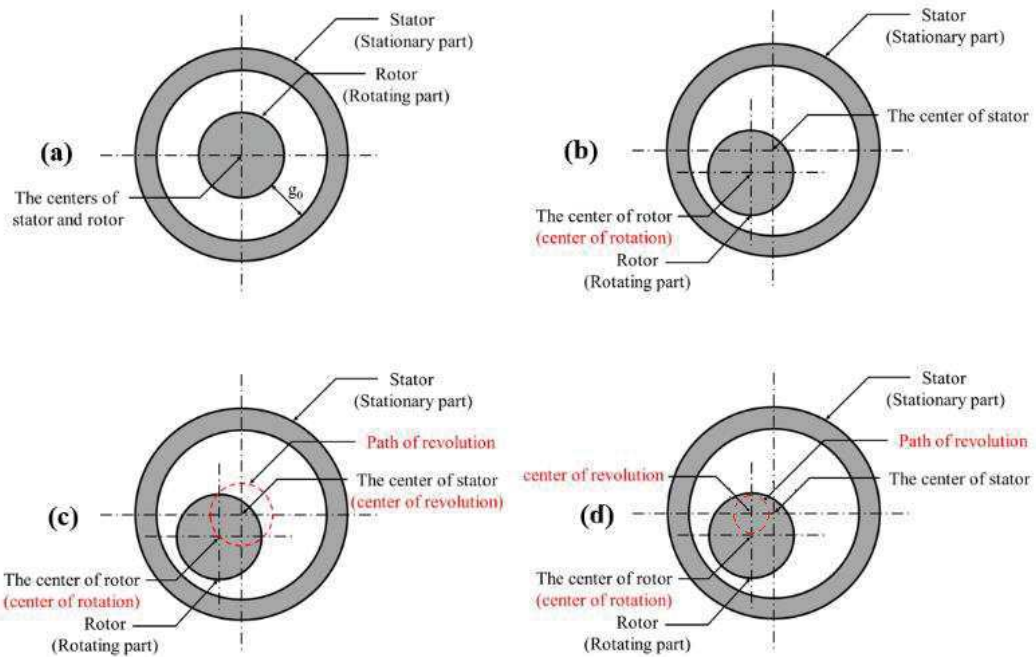 Stator
(Stationary part)
Rotor
(Rotating part)
(a)
The centers of
stator and rotor
g₀
Stator
(Stationary part)
The center of stator
(b)
The center of rotor
(center of rotation)
Rotor
(Rotating part)
Stator
(Stationary part)
Path of revolution
The center of stator
(center of revolution)
(c)
The center of rotor
(center of rotation)
Rotor
(Rotating part)
Stator
(Stationary part)
Path of revolution
center of revolution
The center of stator
(d)
The center of rotor
(center of rotation)
Rotor
(Rotating part)